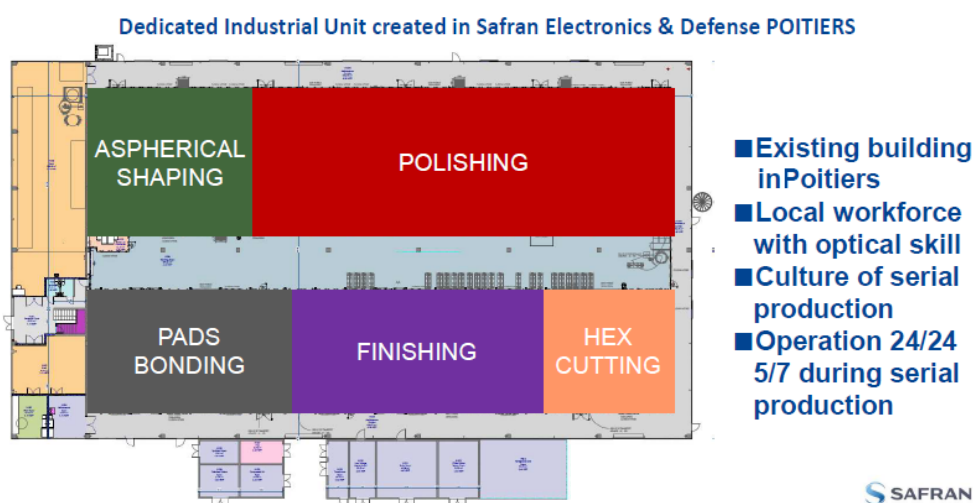 Dedicated Industrial Unit created in Safran Electronics & Defense POITIERS
ASPHERICAL
SHAPING
POLISHING
PADS
BONDING
FINISHING
HEX
CUTTING
■Existing building
inPoitiers
■Local workforce
with optical skill
■Culture of serial
production
■Operation 24/24
5/7 during serial
production
SAFRAN